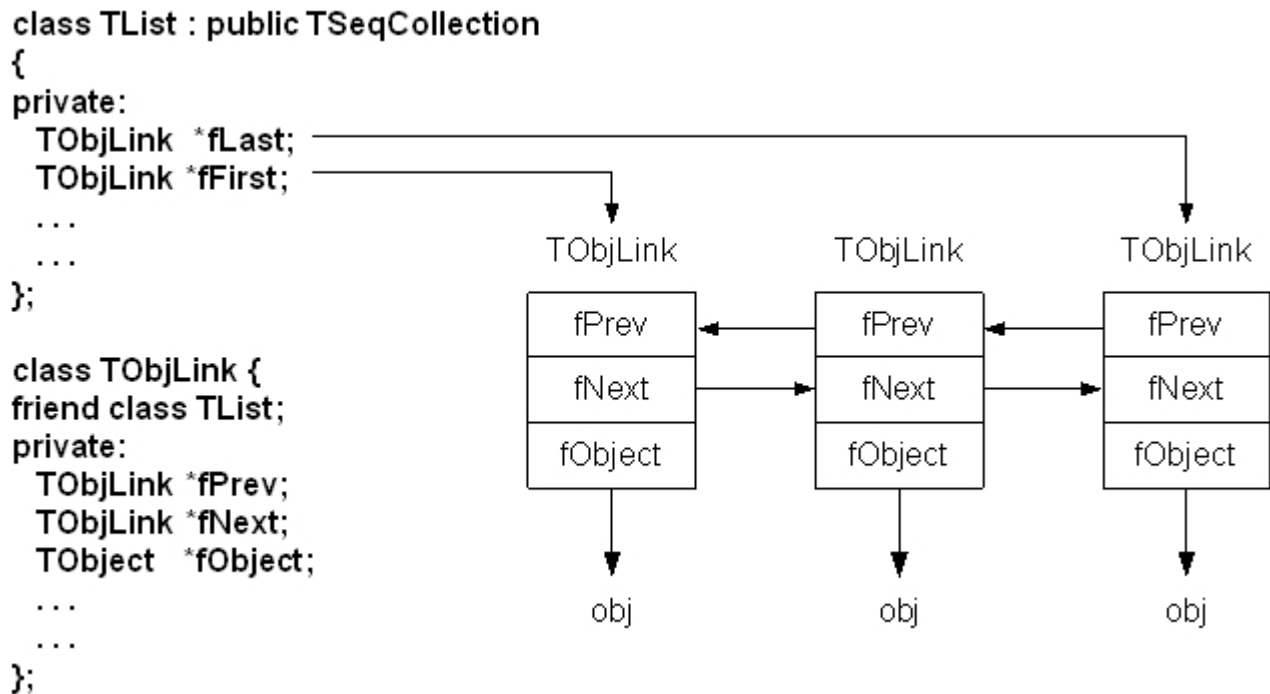 class TList : public TSeqCollection
{
private:
TObjLink *fLast;
TObjLink *fFirst;
. . .
. . .
};
class TObjLink {
friend class TList;
private:
TObjLink *fPrev;
TObjLink *fNext;
TObject *fObject;
. . .
. . .
};
TObjLink TObjLink TObjLink
fPrev fPrev fPrev
fNext fNext fNext
fObject fObject fObject
obj obj obj